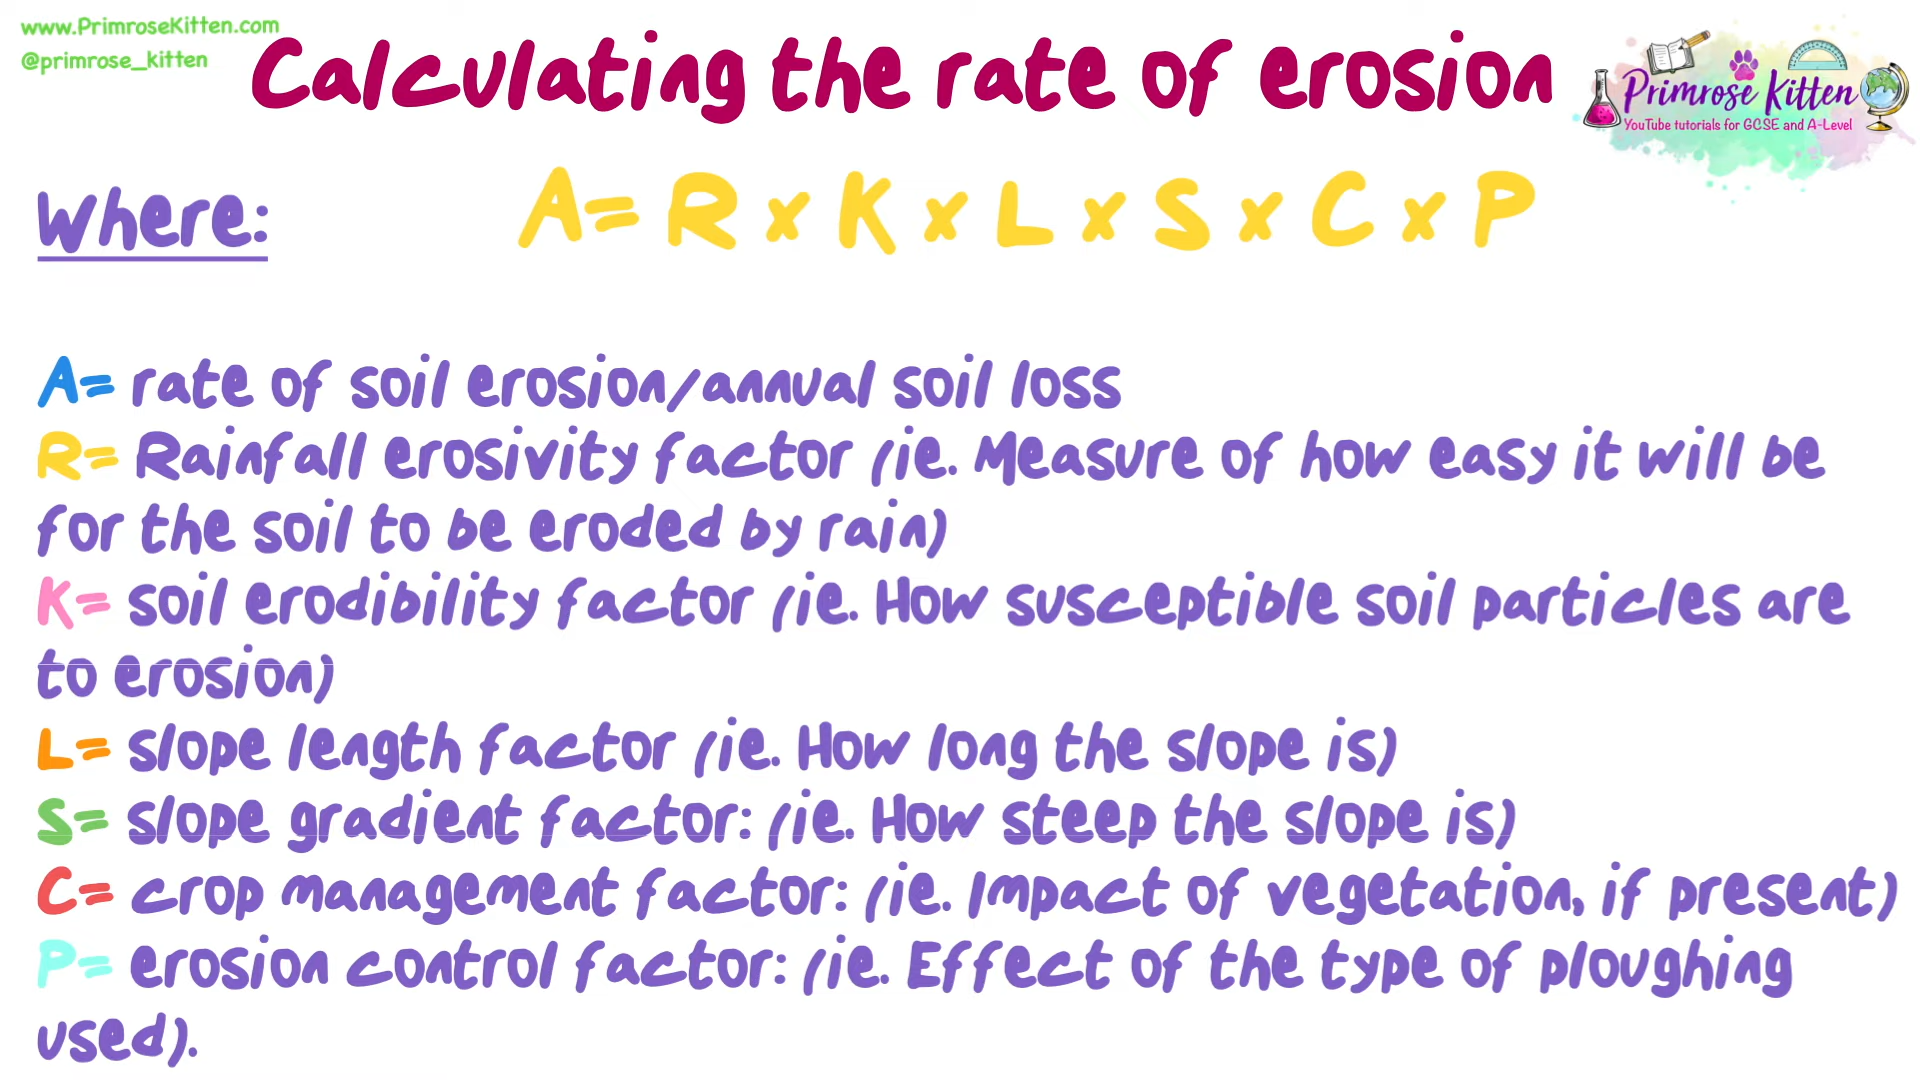 www.PrimroseKitten.com
@primrose_kitten
Calculating the rate of erosion
Primrose Kitten
YouTube tutorials for GCSE and A-Level
Where:
A= R x K x L x S x C x P
A= rate of soil erosion/annual soil loss
R= Rainfall erosivity factor (ie. Measure of how easy it will be
for the soil to be eroded by rain)
K= soil erodibility factor (ie. How susceptible soil particles are
to erosion)
L= slope length factor (ie. How long the slope is)
S= slope gradient factor: (ie. How steep the slope is)
C= crop management factor: (ie. Impact of vegetation, if present)
P= erosion control factor: (ie. Effect of the type of ploughing
used).